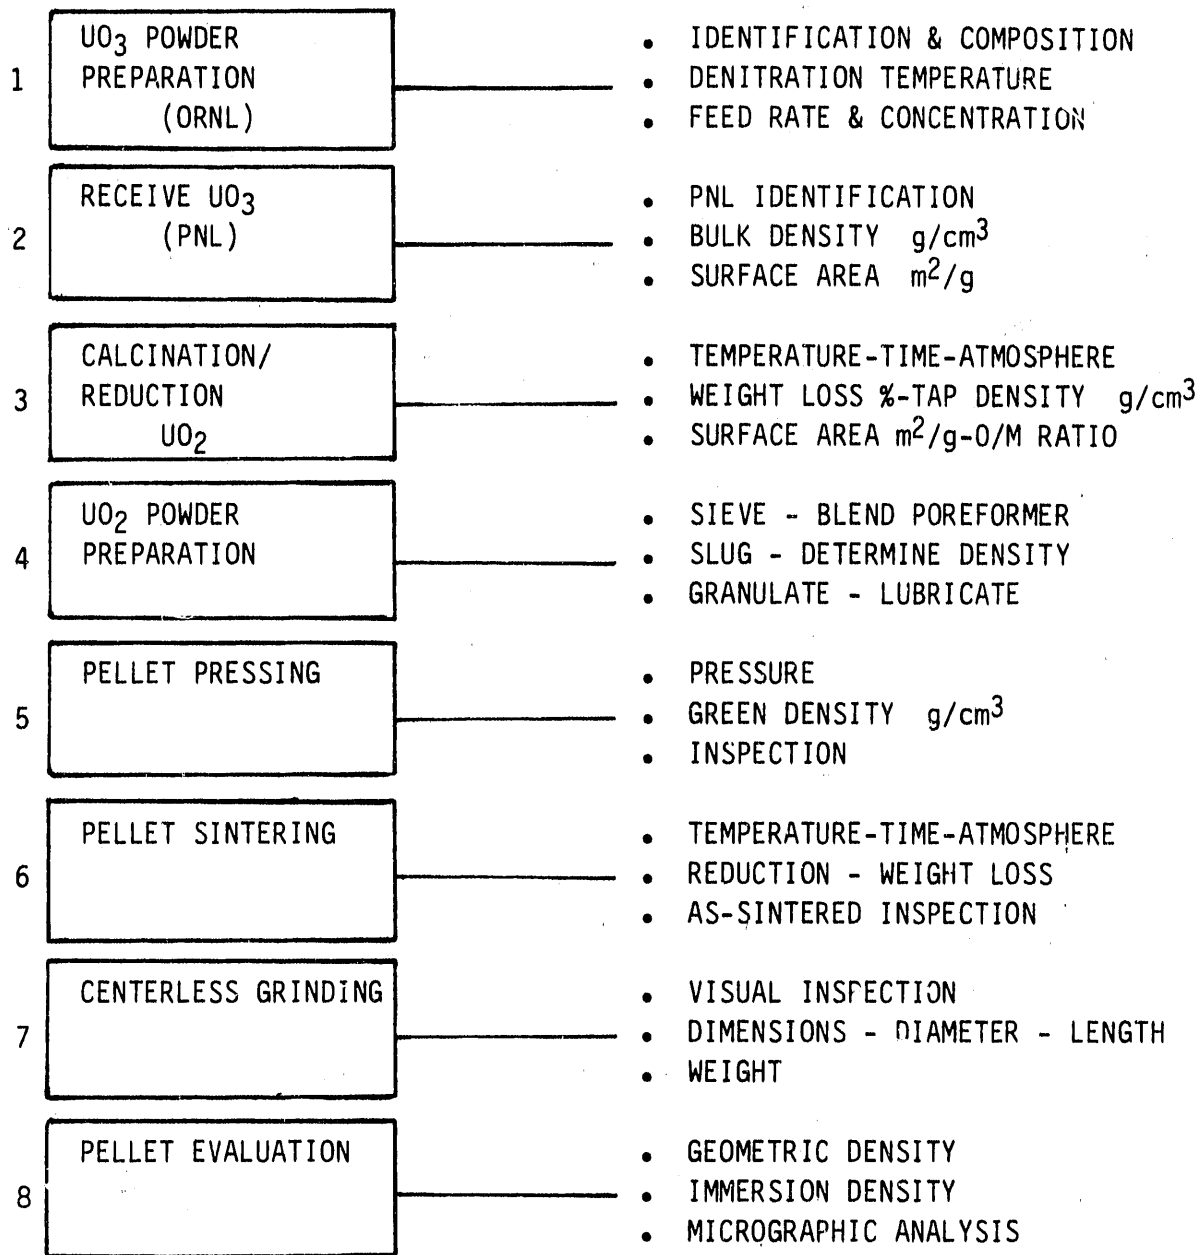 UO3 POWDER
PREPARATION
(ORNL)
1
• IDENTIFICATION & COMPOSITION
• DENITRATION TEMPERATURE
• FEED RATE & CONCENTRATION
RECEIVE UO3
(PNL)
2
• PNL IDENTIFICATION
• BULK DENSITY g/cm3
• SURFACE AREA m2/g
CALCINATION/
REDUCTION
UO2
3
• TEMPERATURE-TIME-ATMOSPHERE
• WEIGHT LOSS %-TAP DENSITY g/cm3
• SURFACE AREA m2/g-O/M RATIO
UO2 POWDER
PREPARATION
4
• SIEVE - BLEND POREFORMER
• SLUG - DETERMINE DENSITY
• GRANULATE - LUBRICATE
PELLET PRESSING
5
• PRESSURE
• GREEN DENSITY g/cm3
• INSPECTION
PELLET SINTERING
6
• TEMPERATURE-TIME-ATMOSPHERE
• REDUCTION - WEIGHT LOSS
• AS-SINTERED INSPECTION
CENTERLESS GRINDING
7
• VISUAL INSPECTION
• DIMENSIONS - DIAMETER - LENGTH
• WEIGHT
PELLET EVALUATION
8
• GEOMETRIC DENSITY
• IMMERSION DENSITY
• MICROGRAPHIC ANALYSIS